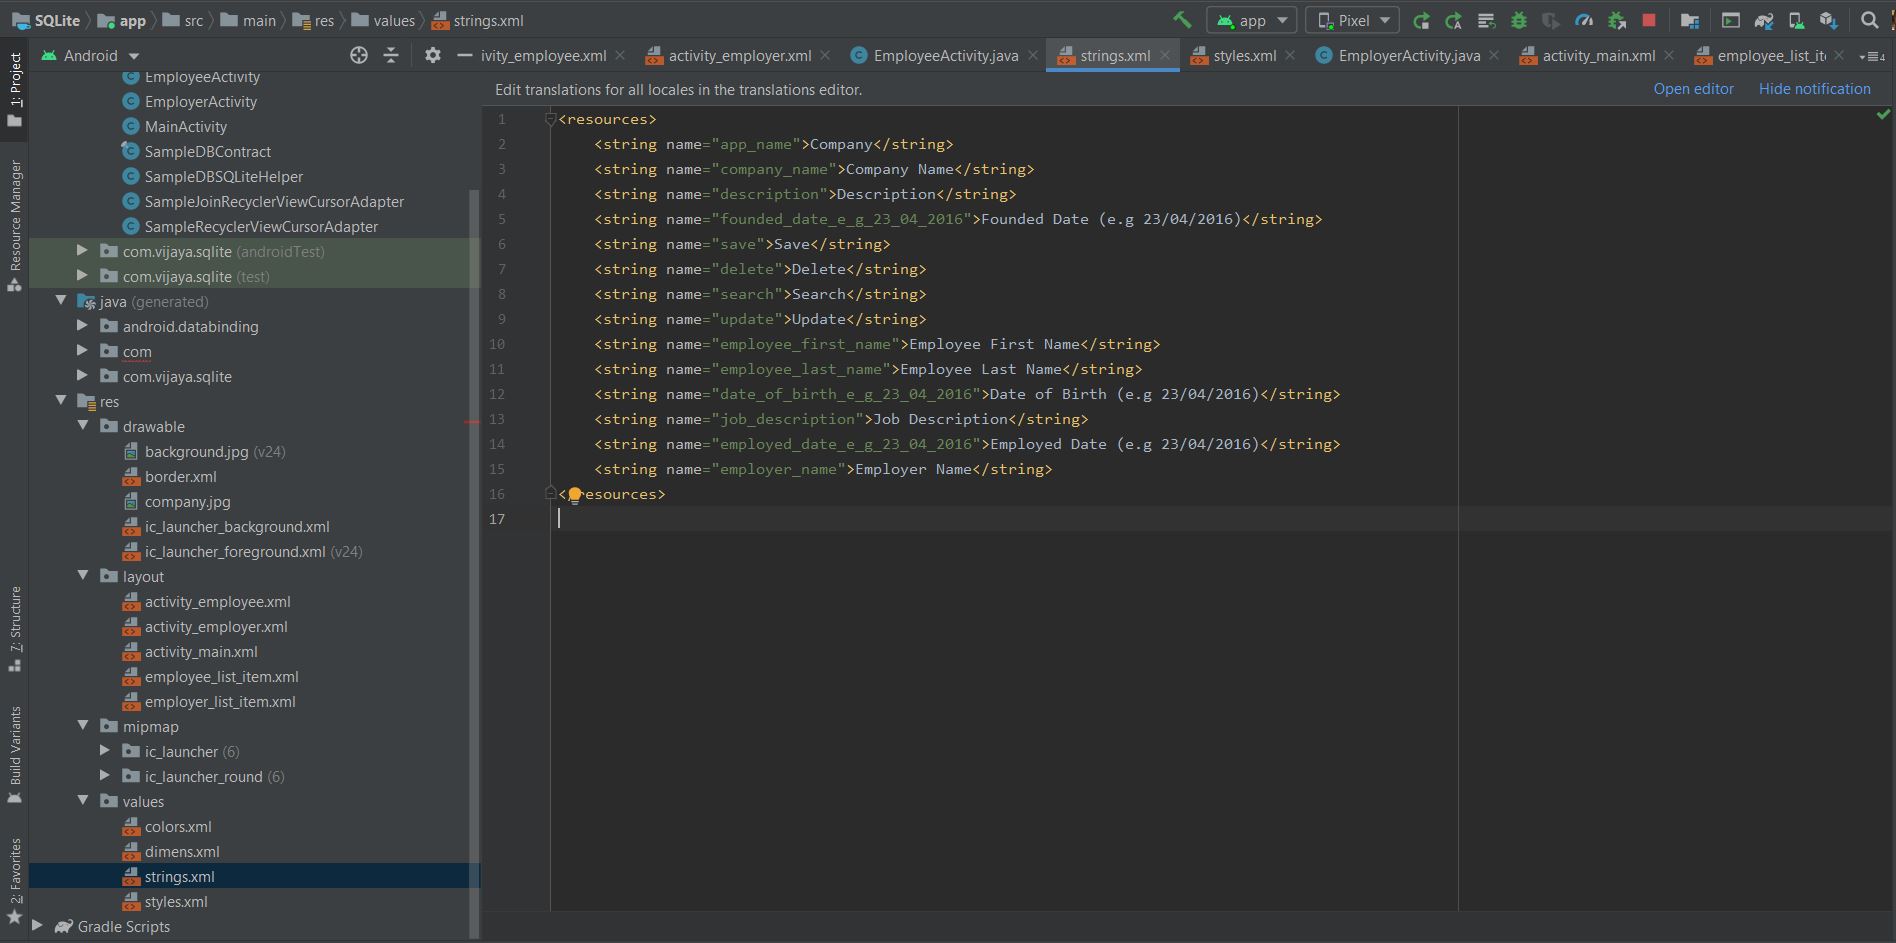 SQLite app src main res values strings.xml app Pixel
Android
ivity_employee.xml activity_employer.xml EmployeeActivity.java strings.xml styles.xml EmployerActivity.java activity_main.xml employee_list_it 4
1: Project
Resource Manager
7: Structure
Build Variants
2: Favorites
EmployeeActivity
EmployerActivity
MainActivity
SampleDBContract
SampleDBSQLiteHelper
SampleJoinRecyclerViewCursorAdapter
SampleRecyclerViewCursorAdapter
com.vijaya.sqlite (androidTest)
com.vijaya.sqlite (test)
java (generated)
android.databinding
com
com.vijaya.sqlite
res
drawable
background.jpg (v24)
border.xml
company.jpg
ic_launcher_background.xml
ic_launcher_foreground.xml (v24)
layout
activity_employee.xml
activity_employer.xml
activity_main.xml
employee_list_item.xml
employer_list_item.xml
mipmap
ic_launcher (6)
ic_launcher_round (6)
values
colors.xml
dimens.xml
strings.xml
styles.xml
Gradle Scripts
Edit translations for all locales in the translations editor. Open editor Hide notification
1 <resources>
2 <string name="app_name">Company</string>
3 <string name="company_name">Company Name</string>
4 <string name="description">Description</string>
5 <string name="founded_date_e_g_23_04_2016">Founded Date (e.g 23/04/2016)</string>
6 <string name="save">Save</string>
7 <string name="delete">Delete</string>
8 <string name="search">Search</string>
9 <string name="update">Update</string>
10 <string name="employee_first_name">Employee First Name</string>
11 <string name="employee_last_name">Employee Last Name</string>
12 <string name="date_of_birth_e_g_23_04_2016">Date of Birth (e.g 23/04/2016)</string>
13 <string name="job_description">Job Description</string>
14 <string name="employed_date_e_g_23_04_2016">Employed Date (e.g 23/04/2016)</string>
15 <string name="employer_name">Employer Name</string>
16 </resources>
17